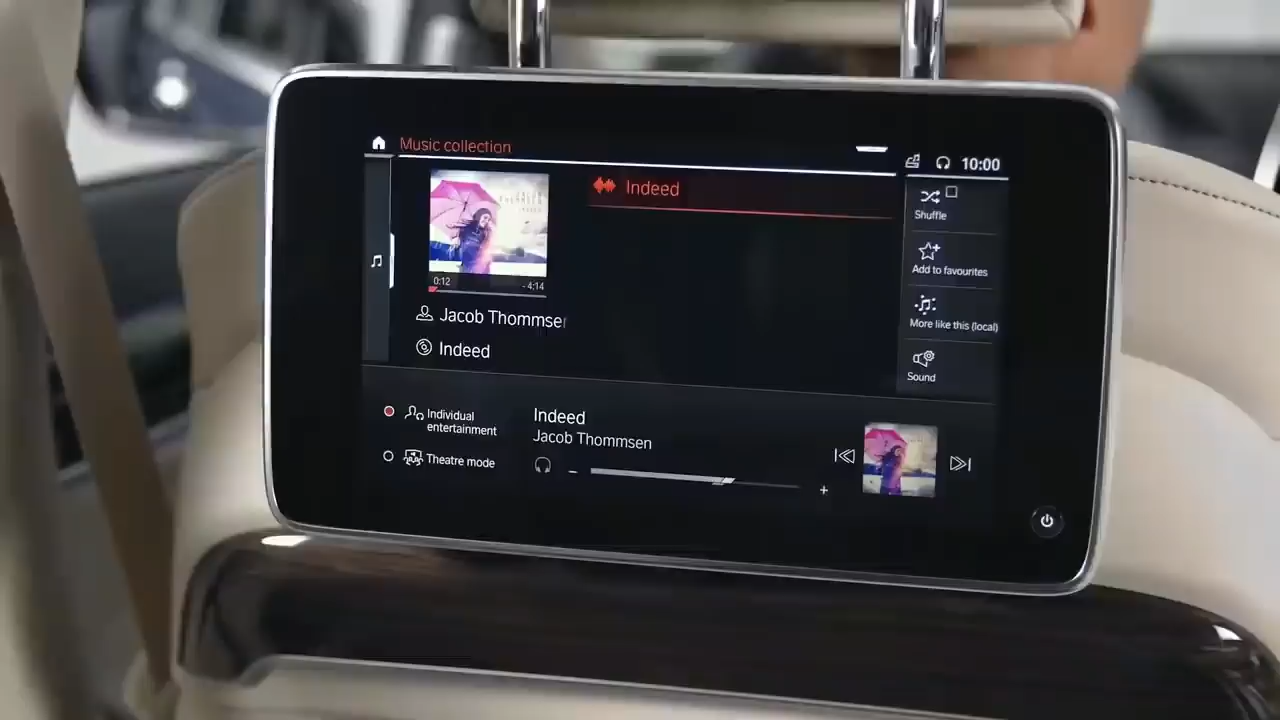 Music collection
10:00
Indeed
Shuffle
0:12
- 4:14
Add to favourites
Jacob Thommsen
More like this (local)
Indeed
Sound
Individual
entertainment
Theatre mode
Indeed
Jacob Thommsen